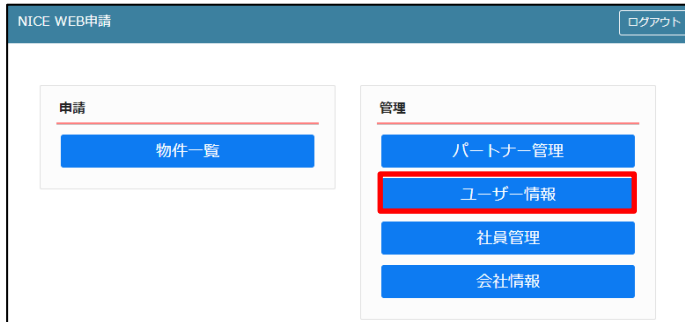 NICE WEB申請
ログアウト
申請
物件一覧
管理
パートナー管理
ユーザー情報
社員管理
会社情報